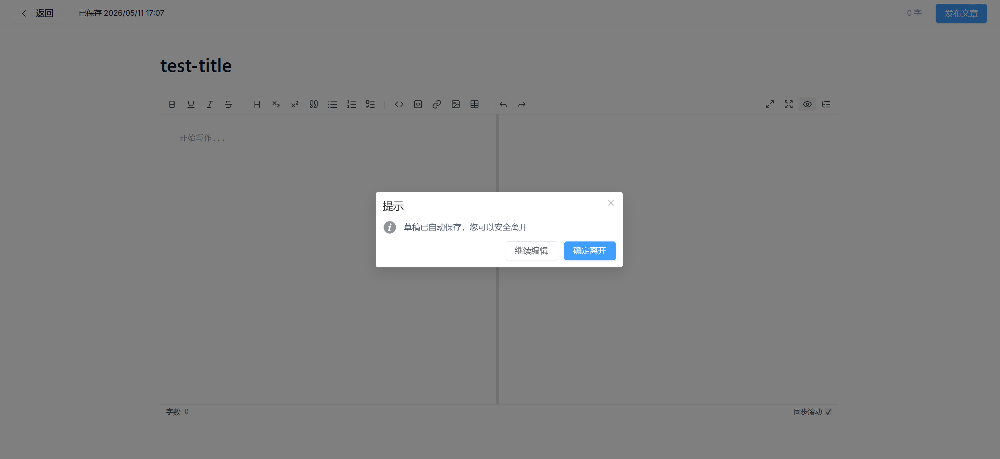 返回
已保存 2026/05/11 17:07
0 字
发布文章
test-title
开始写作...
提示
草稿已自动保存，您可以安全离开
继续编辑
确定离开
字数: 0
同步滚动